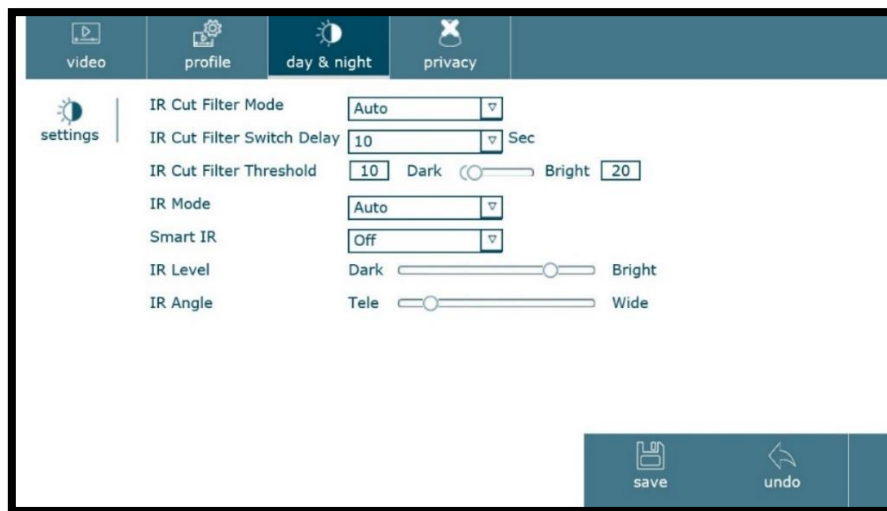 video profile day & night privacy
settings
IR Cut Filter Mode Auto
IR Cut Filter Switch Delay 10 Sec
IR Cut Filter Threshold 10 Dark Bright 20
IR Mode Auto
Smart IR Off
IR Level Dark Bright
IR Angle Tele Wide
save undo